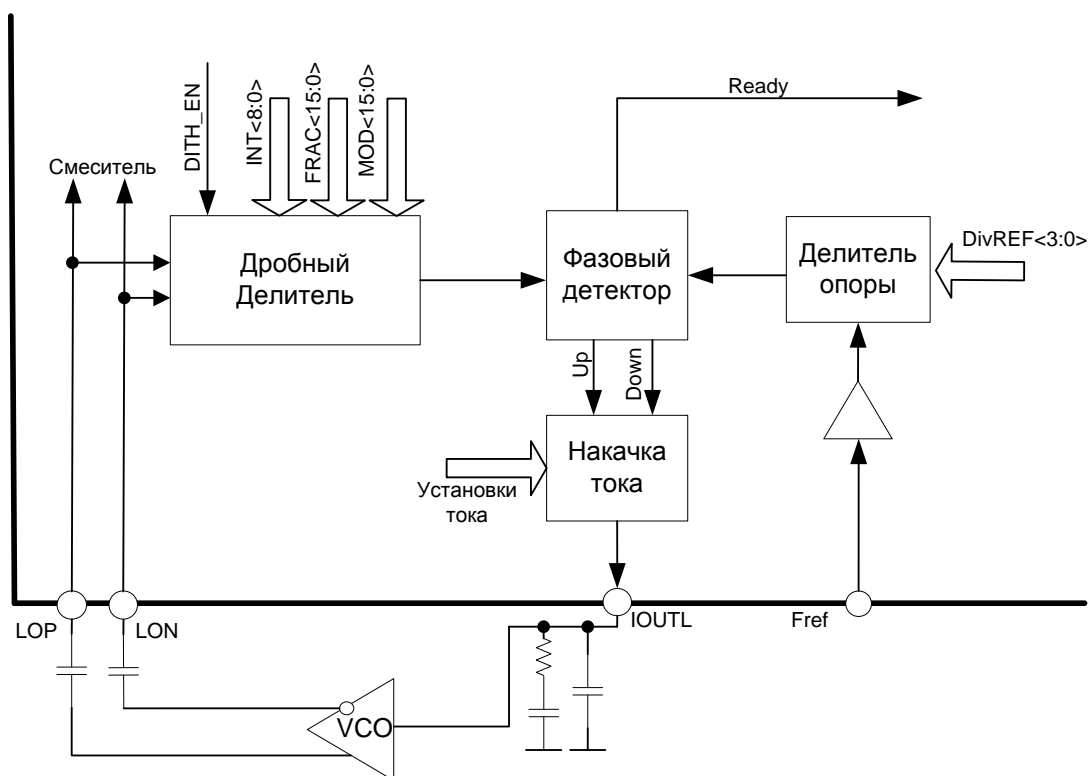 Ready
DITH_EN
INT<8:0>
FRAC<15:0>
MOD<15:0>
Смеситель
DivREF<3:0>
Дробный
Делитель
Фазовый
детектор
Делитель
опоры
Up
Down
Накачка
тока
Установки
тока
LOP
LON
IOUTL
Fref
VCO